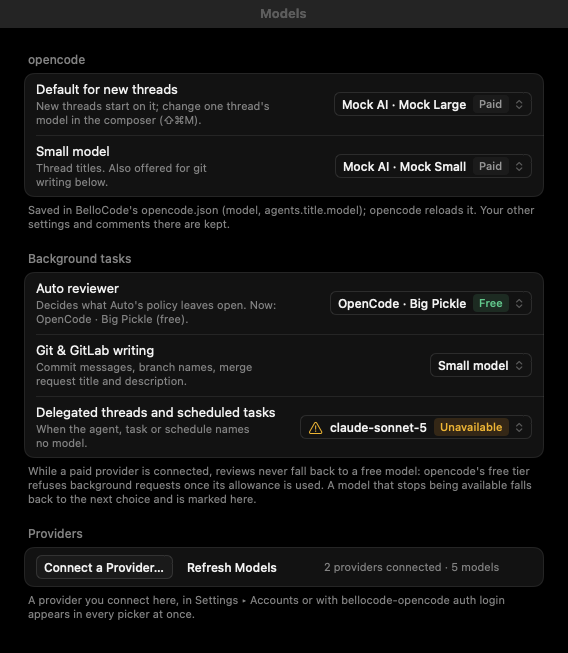 Models
opencode
Default for new threads
New threads start on it; change one thread's
model in the composer (⇧⌘M).
Mock AI · Mock Large Paid
Small model
Thread titles. Also offered for git
writing below.
Mock AI · Mock Small Paid
Saved in BelloCode's opencode.json (model, agents.title.model); opencode reloads it. Your other
settings and comments there are kept.
Background tasks
Auto reviewer
Decides what Auto's policy leaves open. Now:
OpenCode · Big Pickle (free).
OpenCode · Big Pickle Free
Git & GitLab writing
Commit messages, branch names, merge
request title and description.
Small model
Delegated threads and scheduled tasks
When the agent, task or schedule names
no model.
claude-sonnet-5 Unavailable
While a paid provider is connected, reviews never fall back to a free model: opencode's free tier
refuses background requests once its allowance is used. A model that stops being available falls
back to the next choice and is marked here.
Providers
Connect a Provider... Refresh Models 2 providers connected · 5 models
A provider you connect here, in Settings ▸ Accounts or with bellocode-opencode auth login
appears in every picker at once.